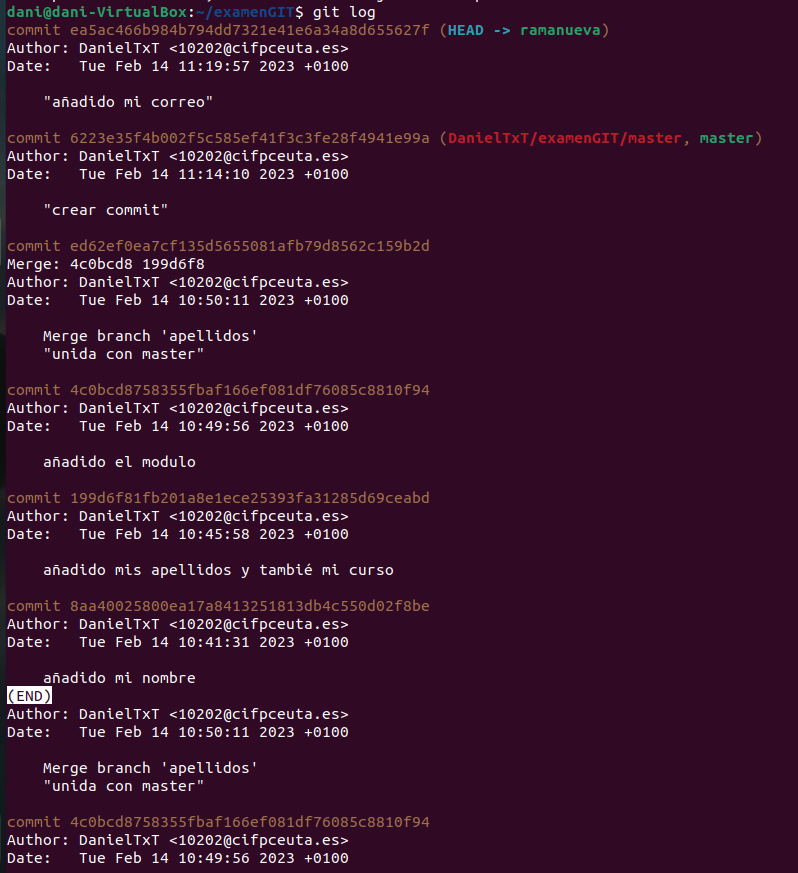 dani@dani-VirtualBox:~/examenGIT$ git log
commit ea5ac466b984b794dd7321e41e6a34a8d655627f (HEAD -> ramanueva)
Author: DanielTxT <10202@cifpceuta.es>
Date:   Tue Feb 14 11:19:57 2023 +0100
"añadido mi correo"
commit 6223e35f4b002f5c585ef41f3c3fe28f4941e99a (DanielTxT/examenGIT/master, master)
Author: DanielTxT <10202@cifpceuta.es>
Date:   Tue Feb 14 11:14:10 2023 +0100
"crear commit"
commit ed62ef0ea7cf135d5655081afb79d8562c159b2d
Merge: 4c0bcd8 199d6f8
Author: DanielTxT <10202@cifpceuta.es>
Date:   Tue Feb 14 10:50:11 2023 +0100
Merge branch 'apellidos'
"unida con master"
commit 4c0bcd8758355fbaf166ef081df76085c8810f94
Author: DanielTxT <10202@cifpceuta.es>
Date:   Tue Feb 14 10:49:56 2023 +0100
añadido el modulo
commit 199d6f81fb201a8e1ece25393fa31285d69ceabd
Author: DanielTxT <10202@cifpceuta.es>
Date:   Tue Feb 14 10:45:58 2023 +0100
añadido mis apellidos y tambié mi curso
commit 8aa40025800ea17a8413251813db4c550d02f8be
Author: DanielTxT <10202@cifpceuta.es>
Date:   Tue Feb 14 10:41:31 2023 +0100
añadido mi nombre
(END)
Author: DanielTxT <10202@cifpceuta.es>
Date:   Tue Feb 14 10:50:11 2023 +0100
Merge branch 'apellidos'
"unida con master"
commit 4c0bcd8758355fbaf166ef081df76085c8810f94
Author: DanielTxT <10202@cifpceuta.es>
Date:   Tue Feb 14 10:49:56 2023 +0100